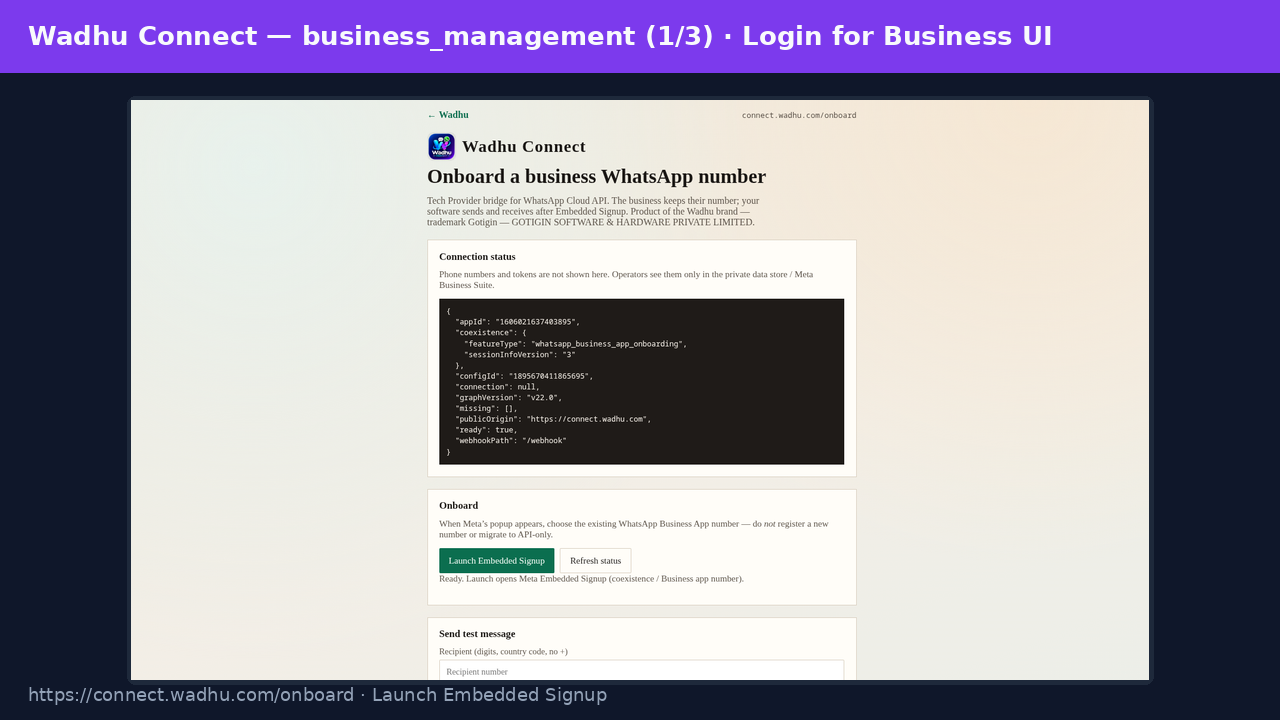 Wadhu Connect — business_management (1/3) · Login for Business UI
← Wadhu
connect.wadhu.com/onboard
Wadhu
Wadhu Connect
Onboard a business WhatsApp number
Tech Provider bridge for WhatsApp Cloud API. The business keeps their number; your
software sends and receives after Embedded Signup. Product of the Wadhu brand —
trademark Gotigin — GOTIGIN SOFTWARE & HARDWARE PRIVATE LIMITED.
Connection status
Phone numbers and tokens are not shown here. Operators see them only in the private data store / Meta
Business Suite.
{
  "appId": "1606021637403895",
  "coexistence": {
    "featureType": "whatsapp_business_app_onboarding",
    "sessionInfoVersion": "3"
  },
  "configId": "1895670411865695",
  "connection": null,
  "graphVersion": "v22.0",
  "missing": [],
  "publicOrigin": "https://connect.wadhu.com",
  "ready": true,
  "webhookPath": "/webhook"
}
Onboard
When Meta’s popup appears, choose the existing WhatsApp Business App number — do not register a new
number or migrate to API-only.
Launch Embedded Signup
Refresh status
Ready. Launch opens Meta Embedded Signup (coexistence / Business app number).
Send test message
Recipient (digits, country code, no +)
Recipient number
https://connect.wadhu.com/onboard · Launch Embedded Signup